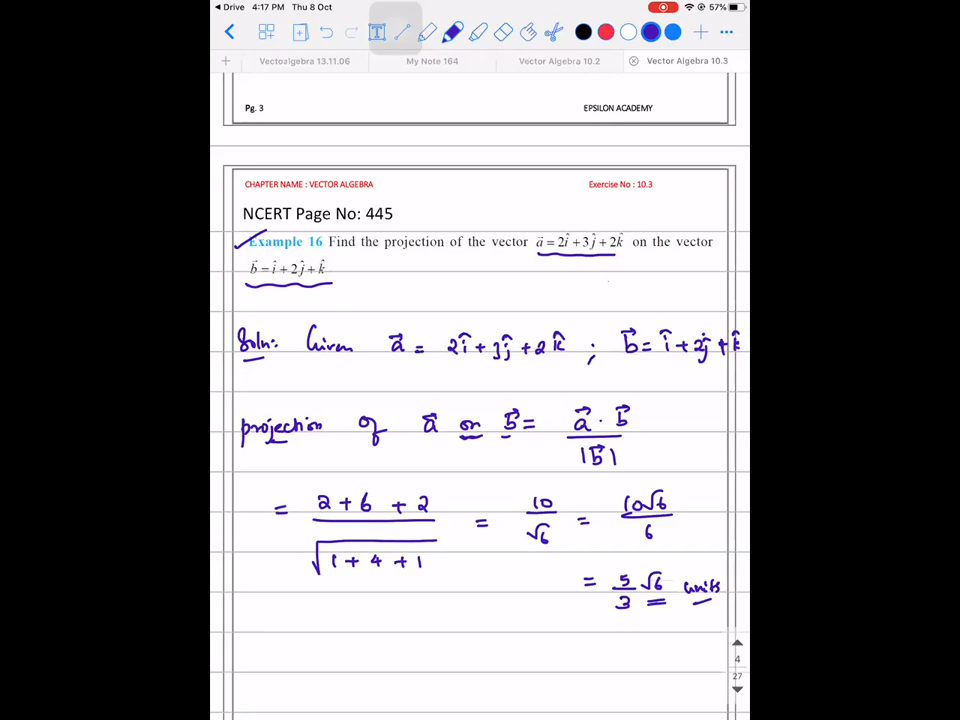 Drive 4:17 PM Thu 8 Oct 57%
T
Vectoalgebra 13.11.06 My Note 164 Vector Algebra 10.2 Vector Algebra 10.3
Pg. 3 EPSILON ACADEMY
CHAPTER NAME : VECTOR ALGEBRA Exercise No : 10.3
NCERT Page No: 445
Example 16 Find the projection of the vector a⃗ = 2î + 3ĵ + 2k̂ on the vector
b⃗ = î + 2ĵ + k̂
Soln: Given a⃗ = 2î + 3ĵ + 2k̂ ; b⃗ = î + 2ĵ + k̂
projection of a⃗ on b⃗ = a⃗ · b⃗ / |b⃗|
= 2 + 6 + 2 / √1 + 4 + 1 = 10 / √6 = 10√6 / 6
= 5/3 √6 units
4
27